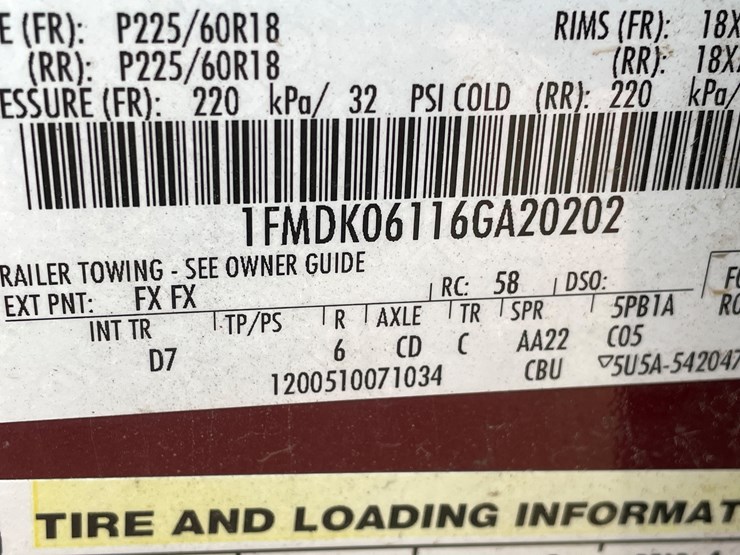 E (FR): P225/60R18 RIMS (FR): 18X
(RR): P225/60R18 (RR): 18X
ESSURE (FR): 220 kPa/ 32 PSI COLD (RR): 220 kPa/
1FMDK06116GA20202
RAILER TOWING - SEE OWNER GUIDE
EXT PNT: FX FX RC: 58 DSO:
INT TR TP/PS R AXLE TR SPR 5PB1A
D7 6 CD C AA22 C05
1200510071034 CBU ▽5U5A-542047
TIRE AND LOADING INFORMAT